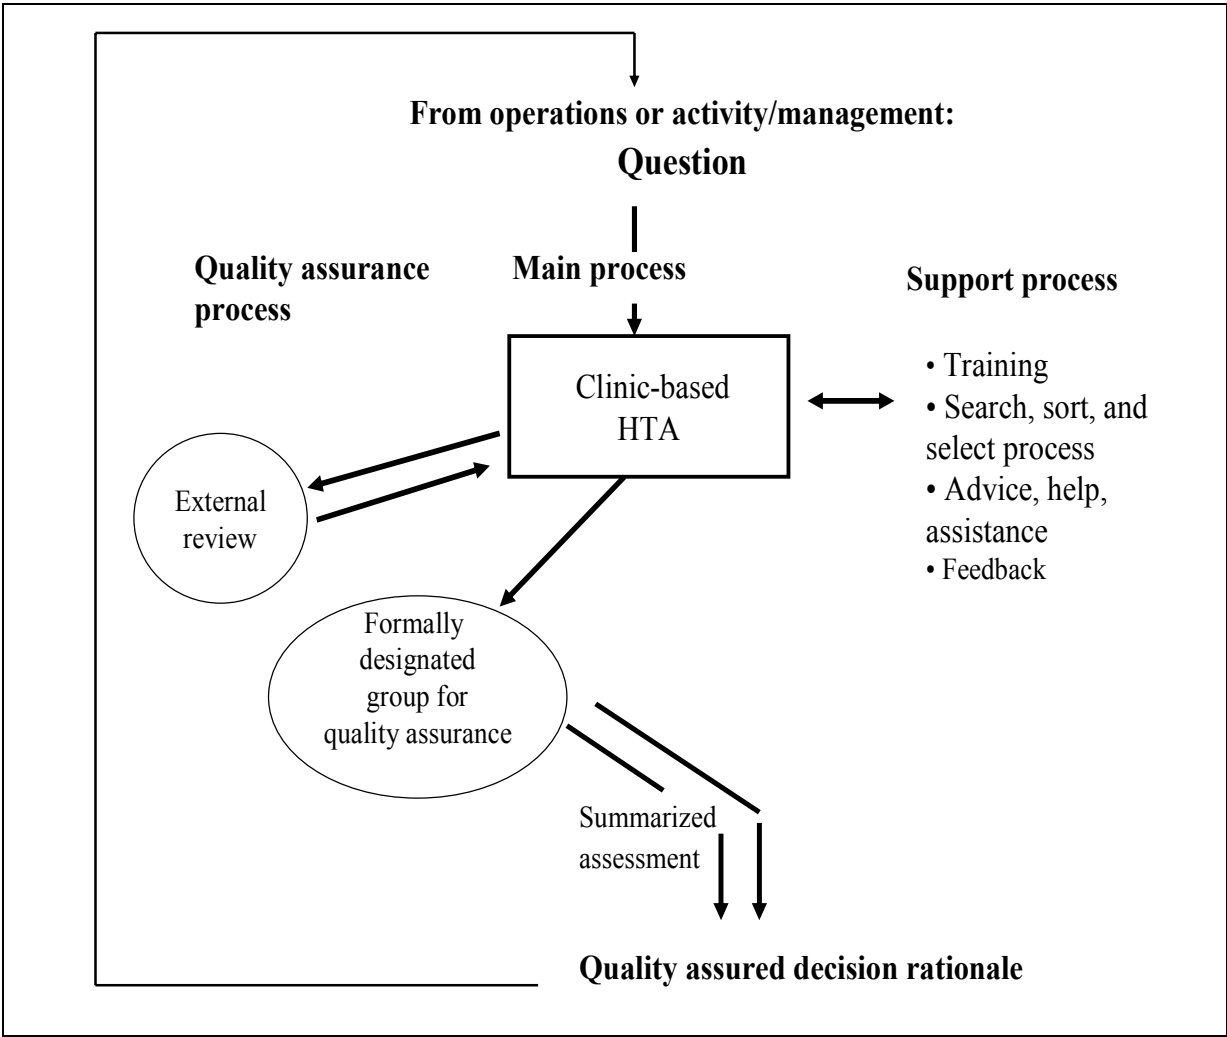 From operations or activity/management:
Question
Quality assurance
process
Main process
Support process
Clinic-based
HTA
• Training
• Search, sort, and
select process
• Advice, help,
assistance
• Feedback
External
review
Formally
designated
group for
quality assurance
Summarized
assessment
Quality assured decision rationale